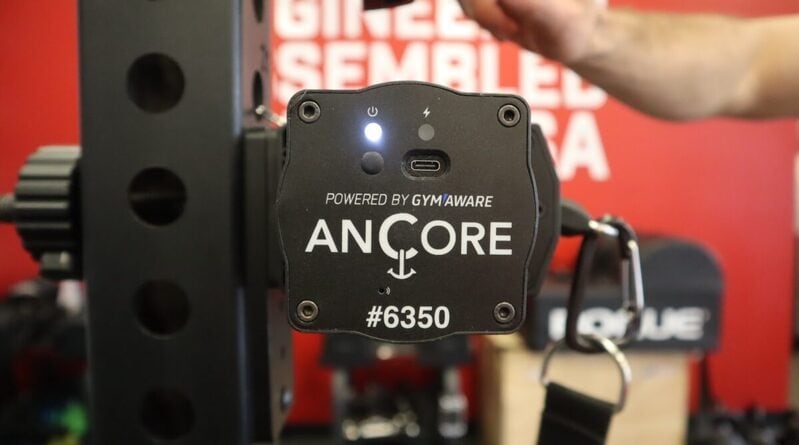 GINEE
SEMBLED
SA
POWERED BY GYMAWARE
ANCORE
#6350
ROGUE